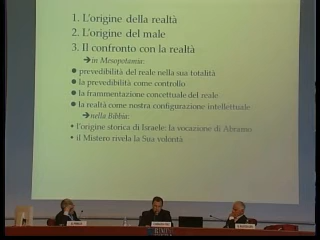 1. L'origine della realtà
2. L'origine del male
3. Il confronto con la realtà
➔in Mesopotamia:
• prevedibilità del reale nella sua totalità
• la prevedibilità come controllo
• la frammentazione concettuale del reale
• la realtà come nostra configurazione intellettuale
➔nella Bibbia:
• l'origine storica di Israele: la vocazione di Abramo
• il Mistero rivela la Sua volontà